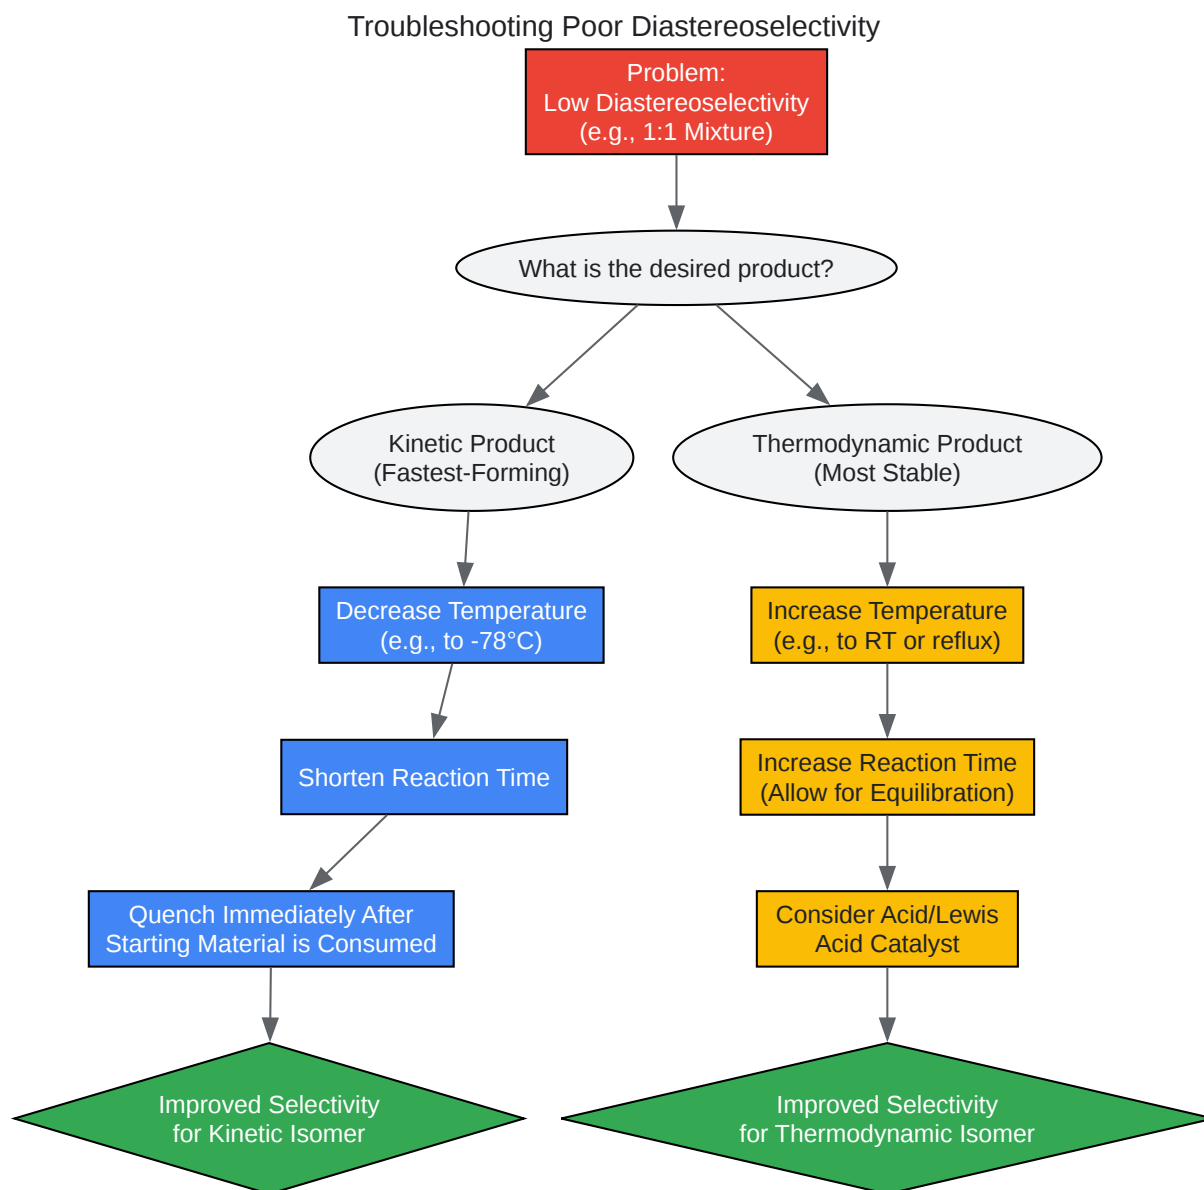 Troubleshooting Poor Diastereoselectivity
Problem:
Low Diastereoselectivity
(e.g., 1:1 Mixture)
What is the desired product?
Kinetic Product
(Fastest-Forming)
Thermodynamic Product
(Most Stable)
Decrease Temperature
(e.g., to -78°C)
Increase Temperature
(e.g., to RT or reflux)
Shorten Reaction Time
Increase Reaction Time
(Allow for Equilibration)
Quench Immediately After
Starting Material is Consumed
Consider Acid/Lewis
Acid Catalyst
Improved Selectivity
for Kinetic Isomer
Improved Selectivity
for Thermodynamic Isomer